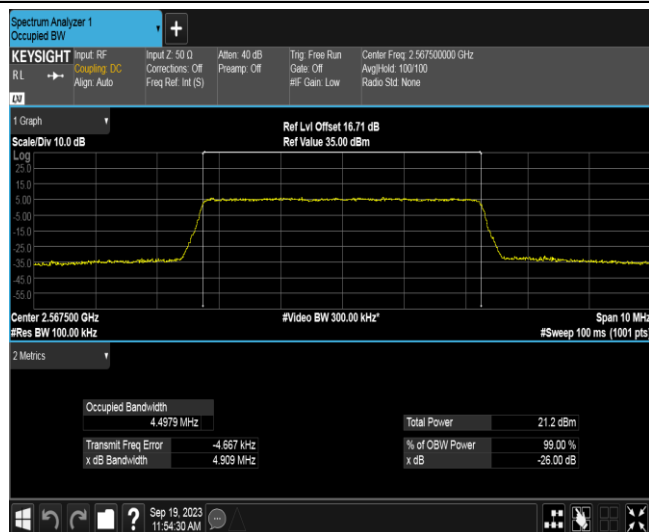 Spectrum Analyzer 1
Occupied BW
+
KEYSIGHT
RL
LXI
Input: RF
Coupling: DC
Align: Auto
Input Z: 50 Ω
Corrections: Off
Freq Ref: Int (S)
Atten: 40 dB
Preamp: Off
Trig: Free Run
Gate: Off
#IF Gain: Low
Center Freq: 2.567500000 GHz
Avg|Hold: 100/100
Radio Std: None
1 Graph
Scale/Div 10.0 dB
Ref Lvl Offset 16.71 dB
Ref Value 35.00 dBm
Log
25.0
15.0
5.00
-5.00
-15.0
-25.0
-35.0
-45.0
-55.0
Center 2.567500 GHz
#Res BW 100.00 kHz
#Video BW 300.00 kHz*
Span 10 MHz
#Sweep 100 ms (1001 pts)
2 Metrics
Occupied Bandwidth
4.4979 MHz
Transmit Freq Error -4.667 kHz
x dB Bandwidth 4.909 MHz
Total Power 21.2 dBm
% of OBW Power 99.00 %
x dB -26.00 dB
?
Sep 19, 2023
11:54:30 AM